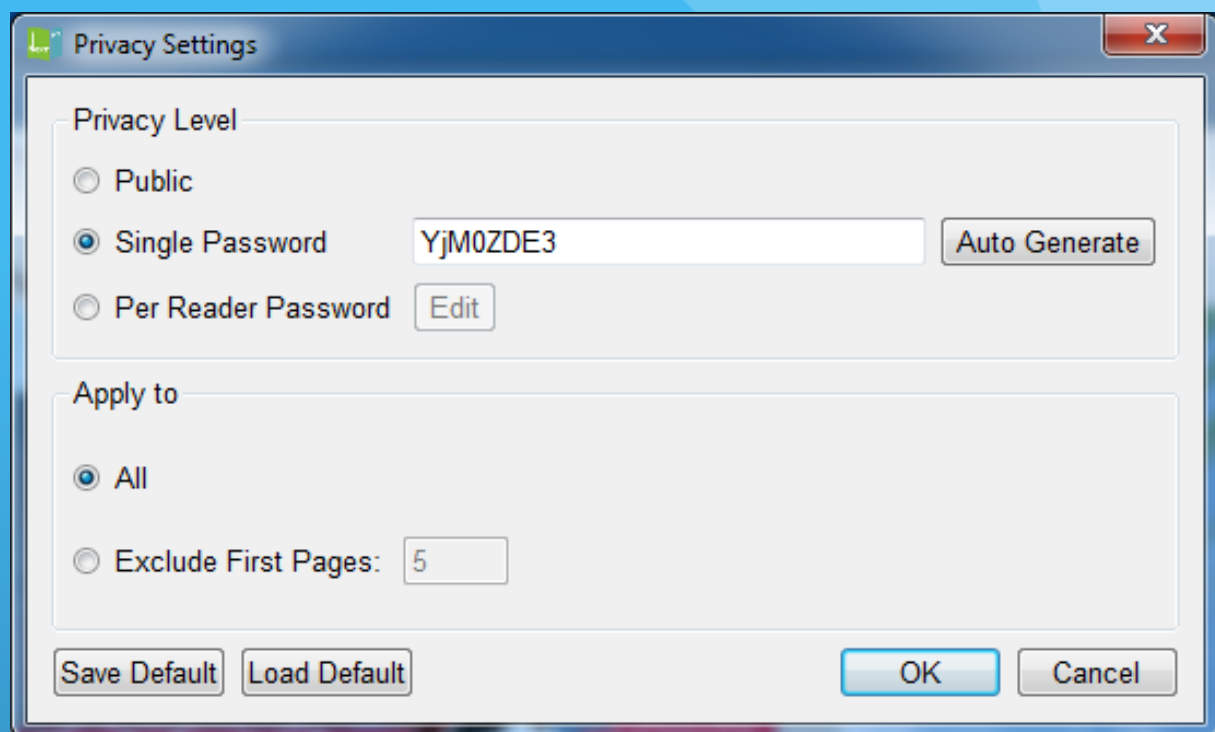 Privacy Settings
Privacy Level
Public
Single Password YjM0ZDE3 Auto Generate
Per Reader Password Edit
Apply to
All
Exclude First Pages: 5
Save Default Load Default OK Cancel